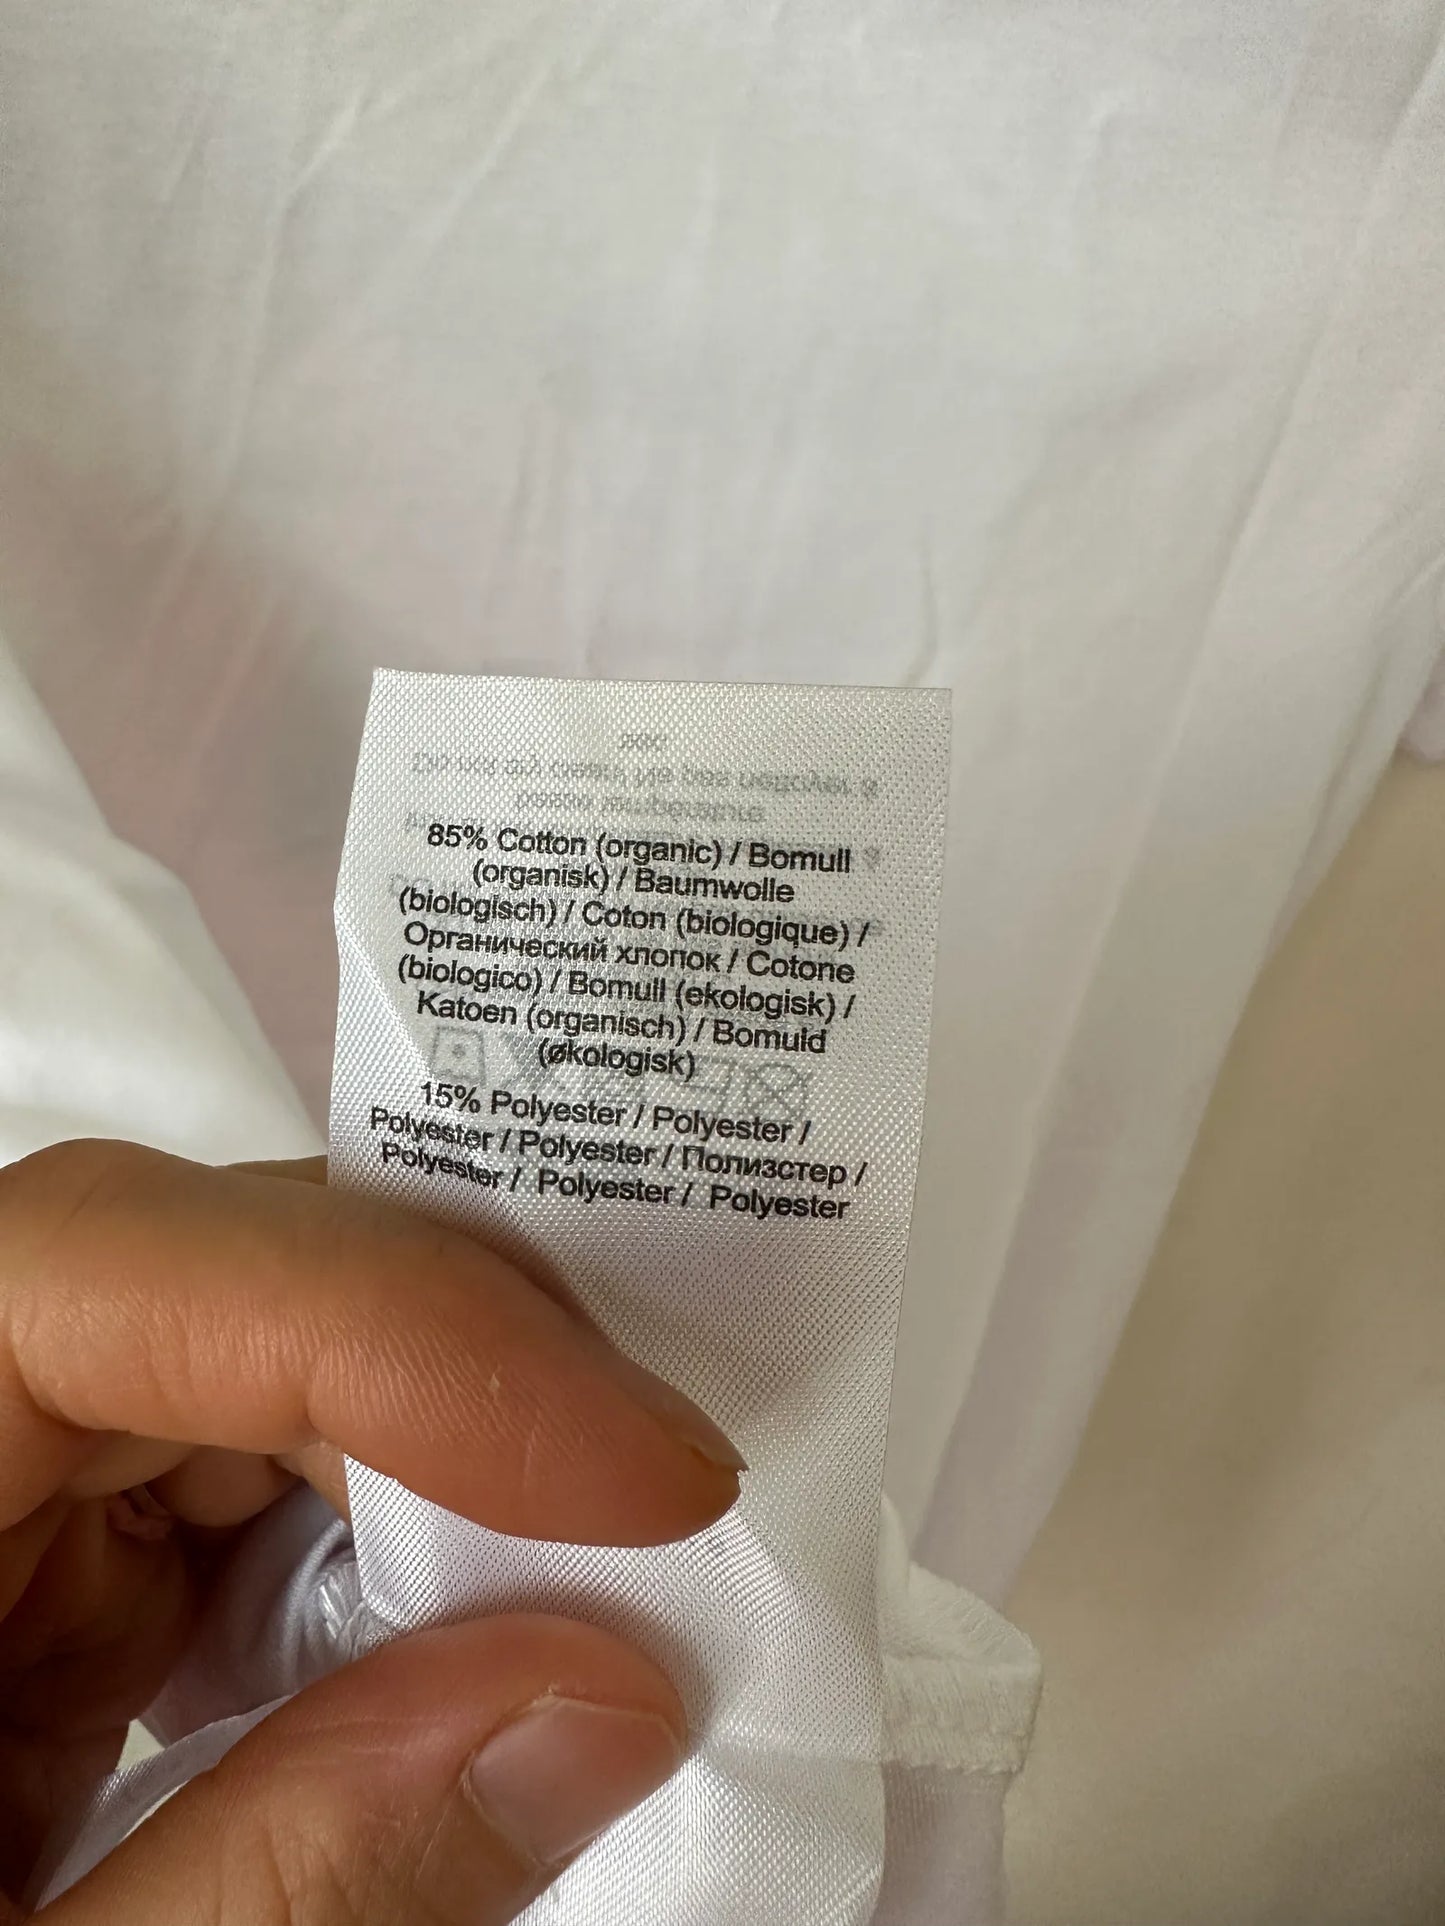 85% Cotton (organic) / Bomull
(organisk) / Baumwolle
(biologisch) / Coton (biologique) /
Органический хлопок / Cotone
(biologico) / Bomull (ekologisk) /
Katoen (organisch) / Bomuld
(økologisk)
15% Polyester / Polyester /
Polyester / Polyester / Полиэстер /
Polyester / Polyester / Polyester